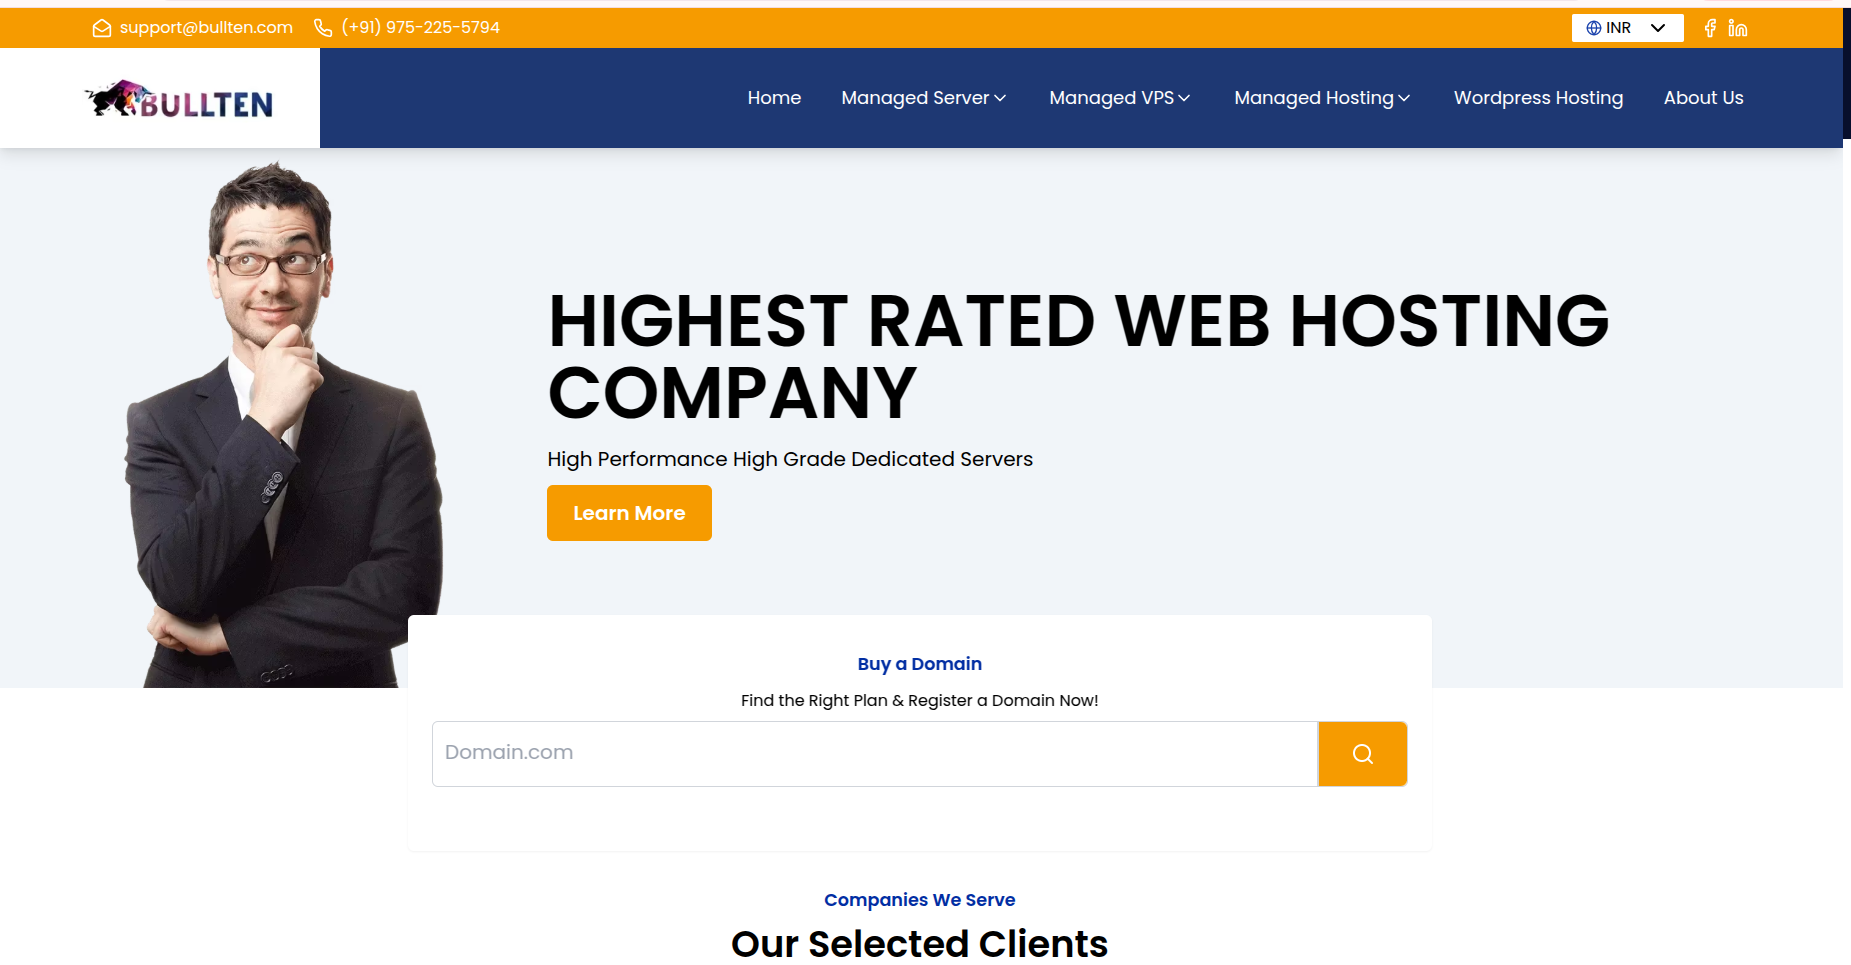 support@bullten.com (+91) 975-225-5794 INR
BULLTEN
Home Managed Server Managed VPS Managed Hosting Wordpress Hosting About Us
HIGHEST RATED WEB HOSTING
COMPANY
High Performance High Grade Dedicated Servers
Learn More
Buy a Domain
Find the Right Plan & Register a Domain Now!
Domain.com
Companies We Serve
Our Selected Clients